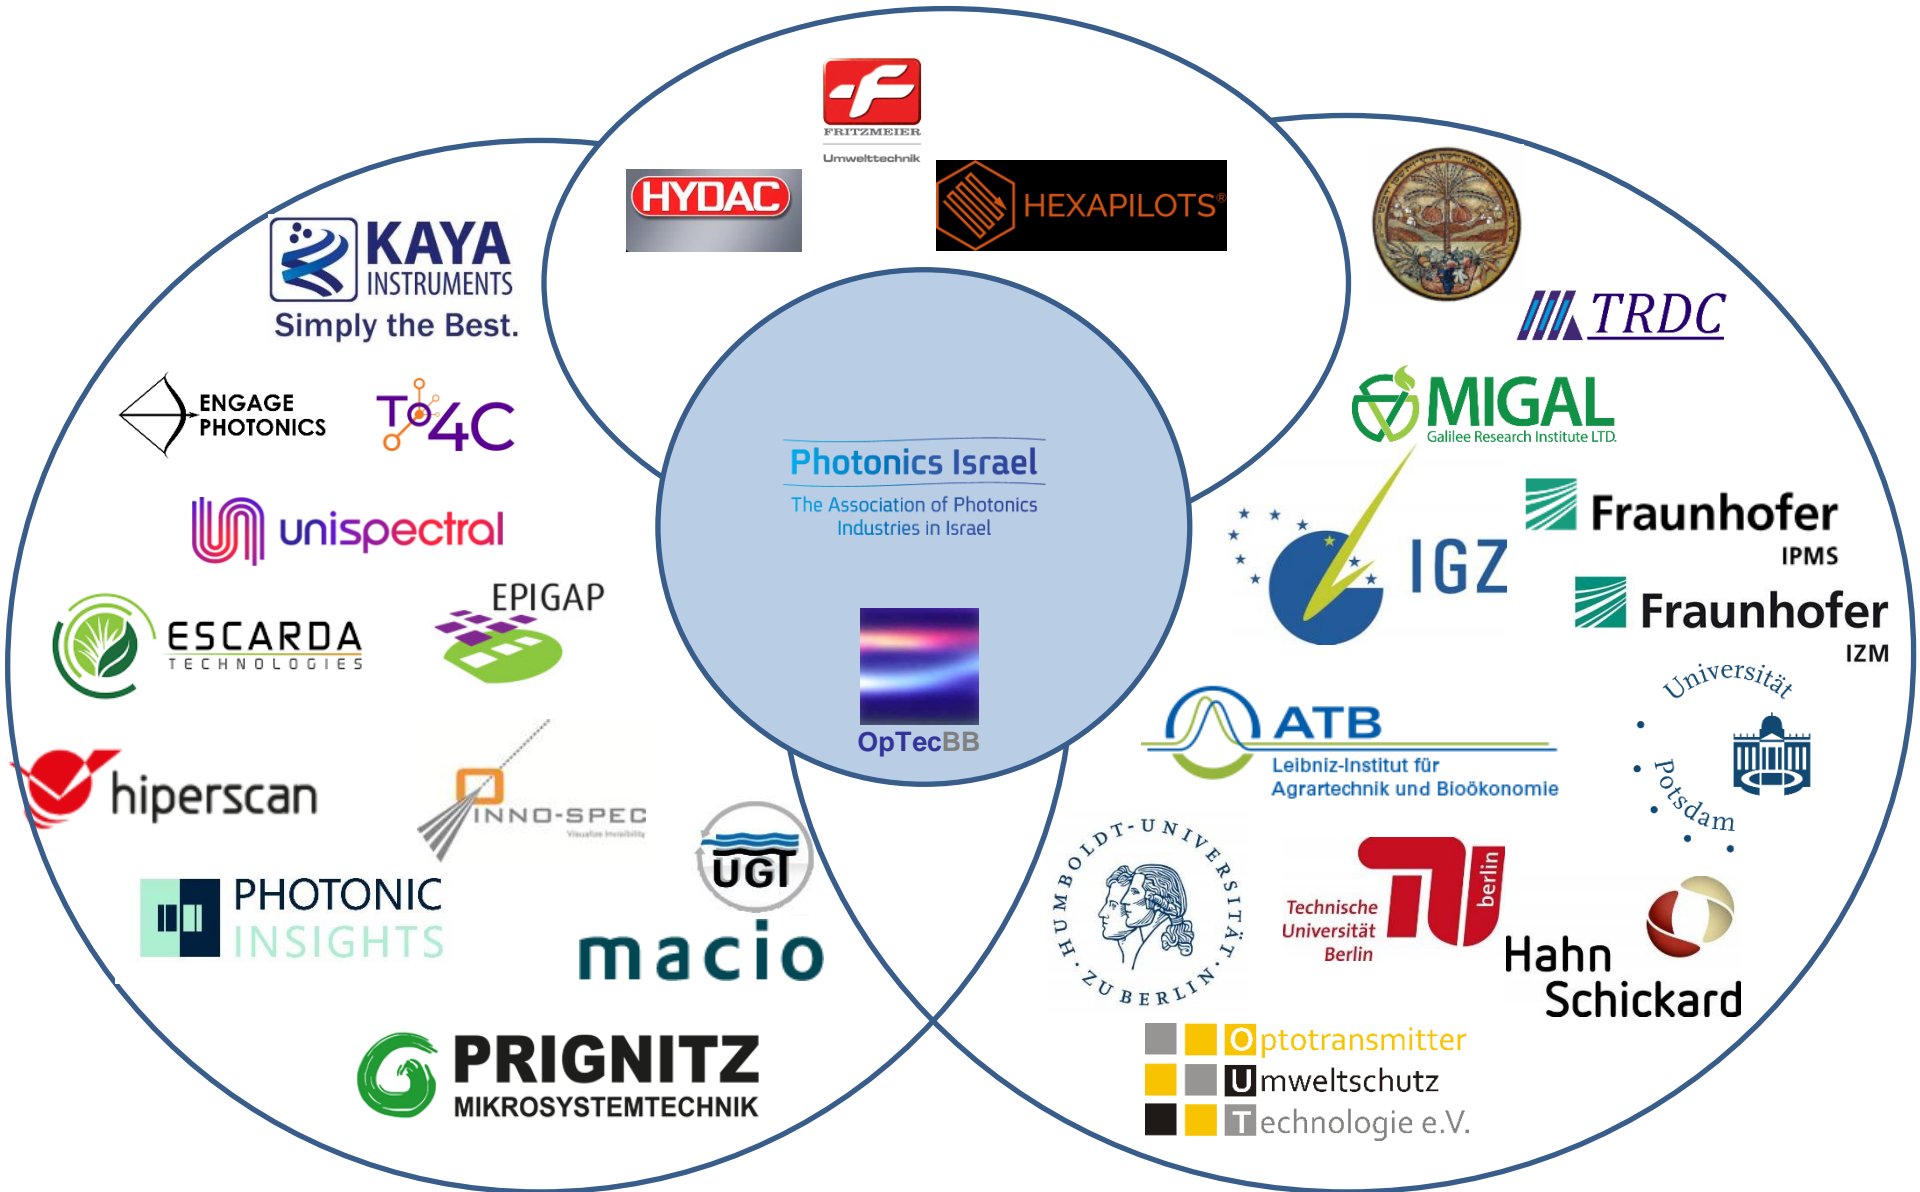 FRITZMEIER
Umwelttechnik
HYDAC
HEXAPILOTS®
KAYA
INSTRUMENTS
Simply the Best.
ENGAGE
PHOTONICS
To4C
unispectral
EPIGAP
ESCARDA
TECHNOLOGIES
hiperscan
INNO-SPEC
Visualize Invisibility
UGT
PHOTONIC
INSIGHTS
macio
PRIGNITZ
MIKROSYSTEMTECHNIK
Photonics Israel
The Association of Photonics
Industries in Israel
OpTecBB
TRDC
MIGAL
Galilee Research Institute LTD.
IGZ
Fraunhofer
IPMS
Fraunhofer
IZM
Universität
Potsdam
ATB
Leibniz-Institut für
Agrartechnik und Bioökonomie
HUMBOLDT-UNIVERSITÄT
ZU BERLIN
Technische
Universität
Berlin
berlin
Hahn
Schickard
Optotransmitter
Umweltschutz
Technologie e.V.